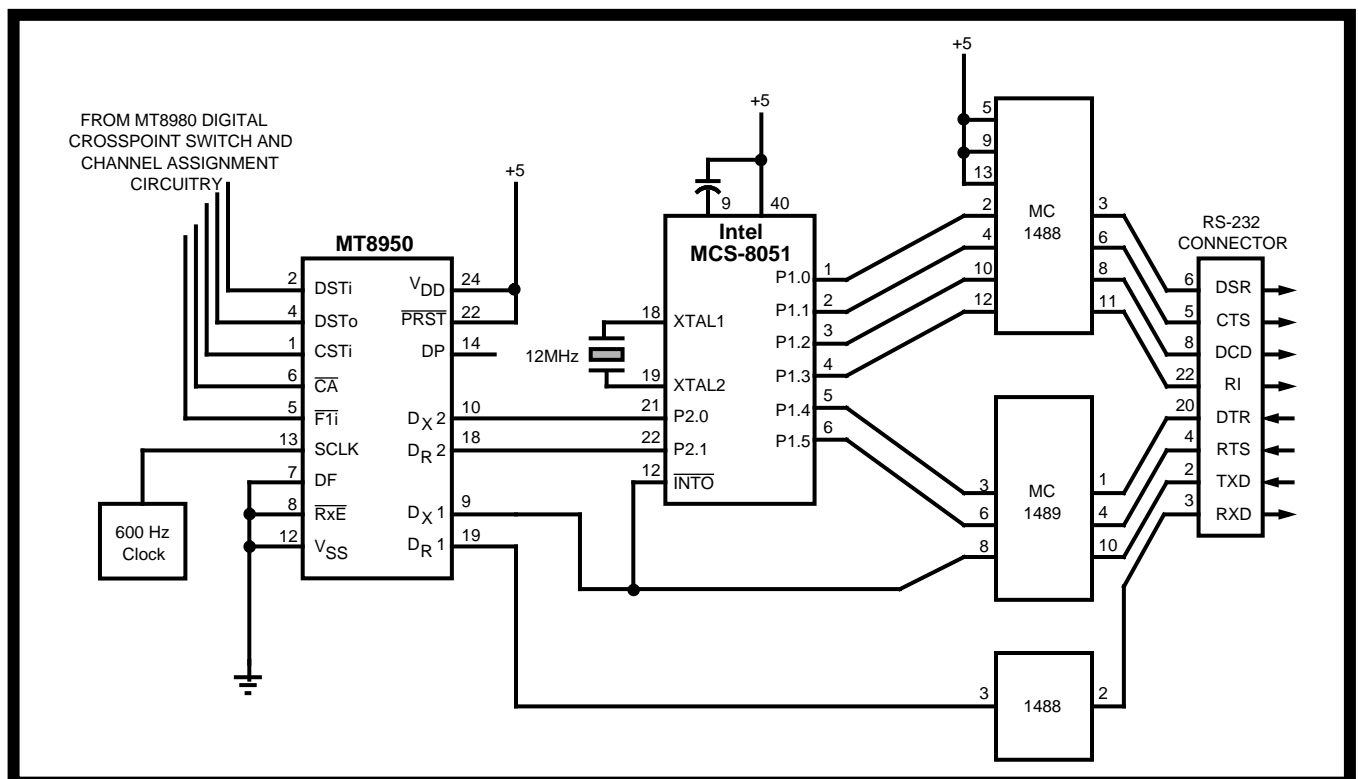 FROM MT8980 DIGITAL
CROSSPOINT SWITCH AND
CHANNEL ASSIGNMENT
CIRCUITRY
+5
MT8950
2 DSTi
4 DSTo
1 CSTi
6 CA
5 F1i
13 SCLK
7 DF
8 RxE
12 VSS
VDD 24
PRST 22
DP 14
DX2 10
DR2 18
DX1 9
DR1 19
600 Hz
Clock
+5
9 40
Intel
MCS-8051
12MHz
18 XTAL1
19 XTAL2
21 P2.0
22 P2.1
12 INTO
P1.0 1
P1.1 2
P1.2 3
P1.3 4
P1.4 5
P1.5 6
+5
5
9
13
2
4
10
12
MC
1488
3
6
8
11
3
6
8
MC
1489
1
4
10
3 1488 2
RS-232
CONNECTOR
6 DSR
5 CTS
8 DCD
22 RI
20 DTR
4 RTS
2 TXD
3 RXD